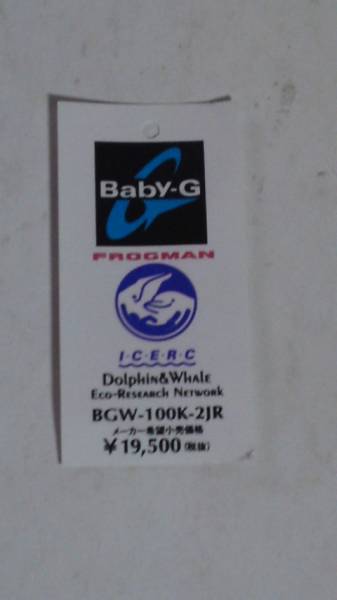 Baby-G
FROGMAN
I·C·E·R·C
Dolphin&Whale
Eco-Research Network
BGW-100K-2JR
メーカー希望小売価格
¥19,500(税抜)